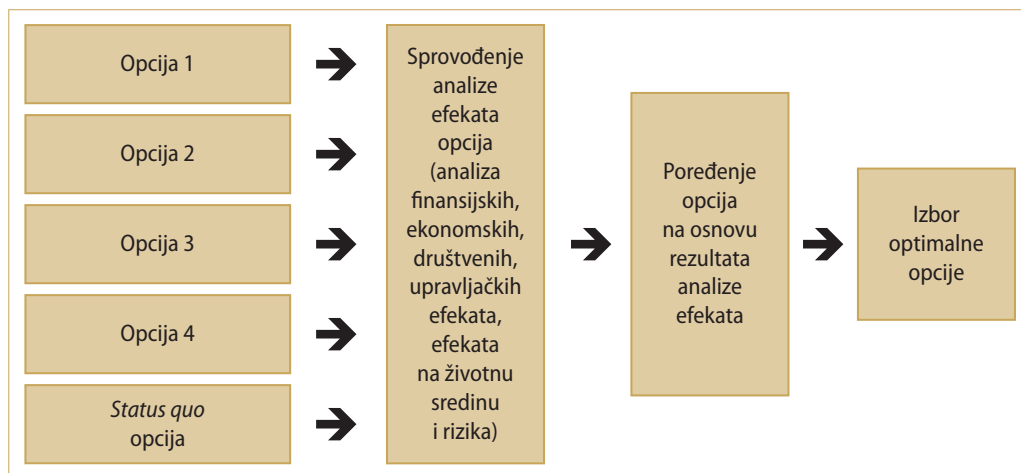 Opcija 1
Opcija 2
Opcija 3
Opcija 4
Status quo
opcija
Sprovođenje
analize
efekata
opcija
(analiza
finansijskih,
ekonomskih,
društvenih,
upravljačkih
efekata,
efekata
na životnu
sredinu
i rizika)
Poređenje
opcija
na osnovu
rezultata
analize
efekata
Izbor
optimalne
opcije